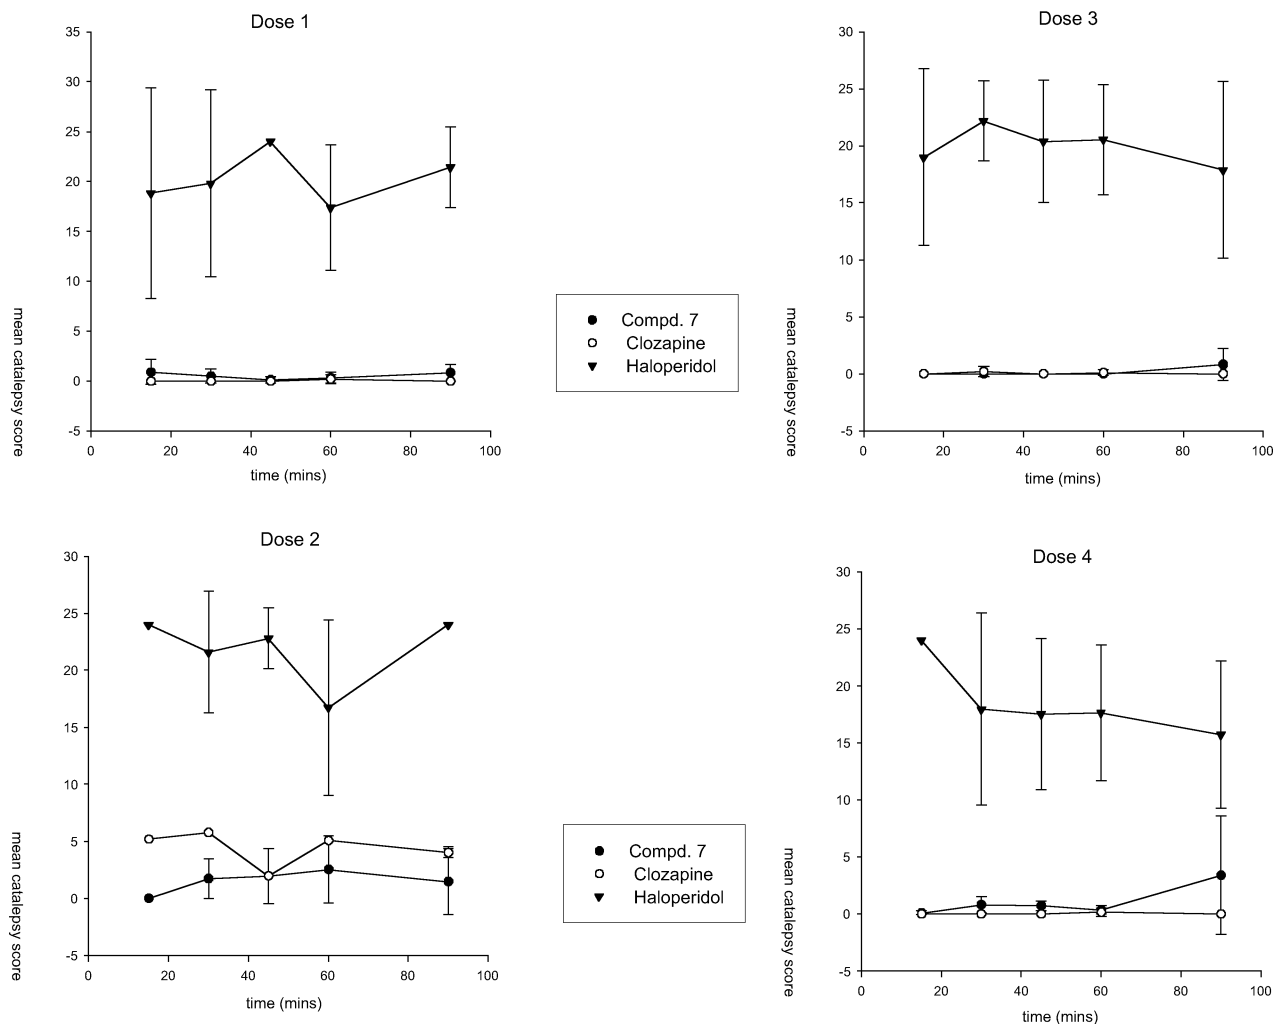 Dose 1
35
30
25
20
15
10
5
0
-5
0 20 40 60 80 100
time (mins)
mean catalepsy score
Compd. 7
Clozapine
Haloperidol
Dose 3
30
25
20
15
10
5
0
-5
0 20 40 60 80 100
time (mins)
mean catalepsy score
Dose 2
30
25
20
15
10
5
0
-5
0 20 40 60 80 100
time (mins)
mean catalepsy score
Compd. 7
Clozapine
Haloperidol
Dose 4
30
25
20
15
10
5
0
-5
0 20 40 60 80 100
time (mins)
mean catalepsy score